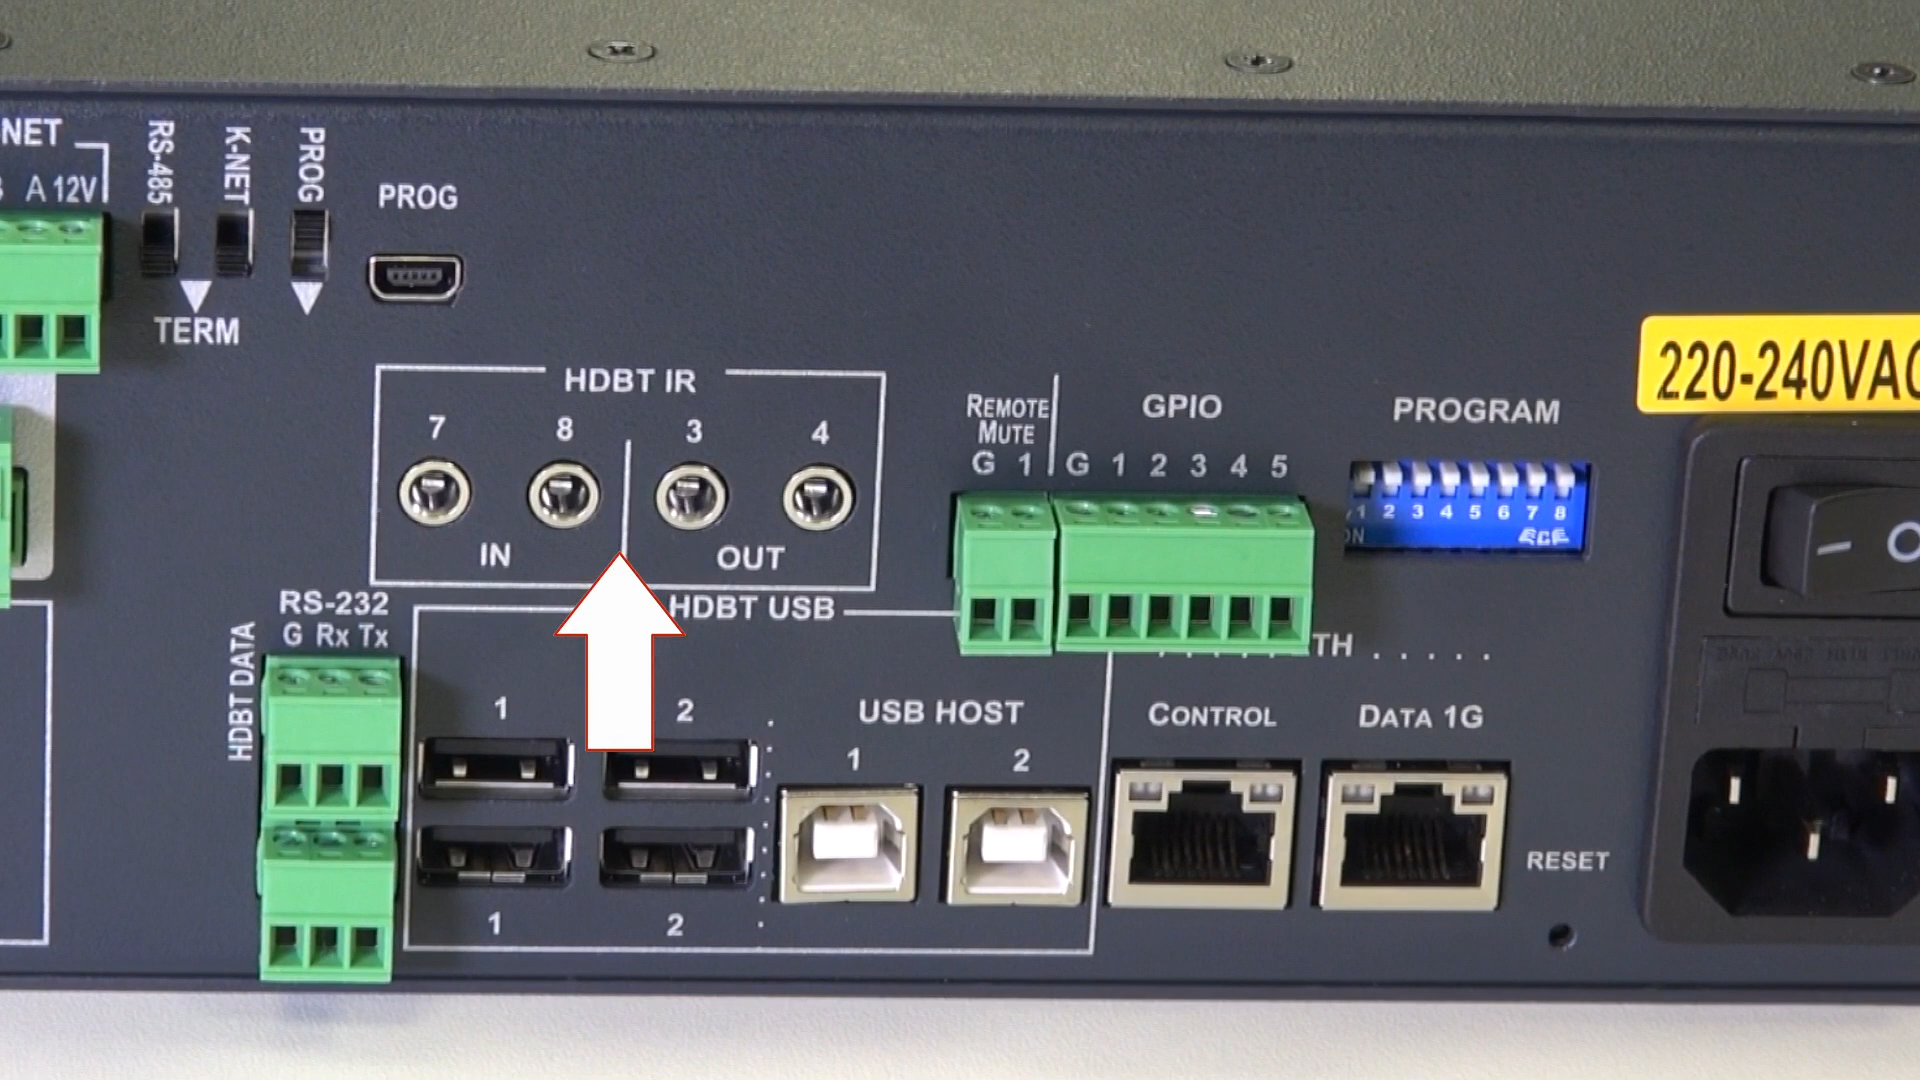 NET
A 12V
RS-485
K-NET
PROG
TERM
PROG
HDBT IR
7 8 3 4
IN OUT
REMOTE
MUTE
G 1
GPIO
G 1 2 3 4 5
PROGRAM
1 2 3 4 5 6 7 8
ECE
220-240VAC
HDBT DATA
RS-232
G Rx Tx
HDBT USB
1 2
1 2
USB HOST
1 2
TH
CONTROL
DATA 1G
RESET